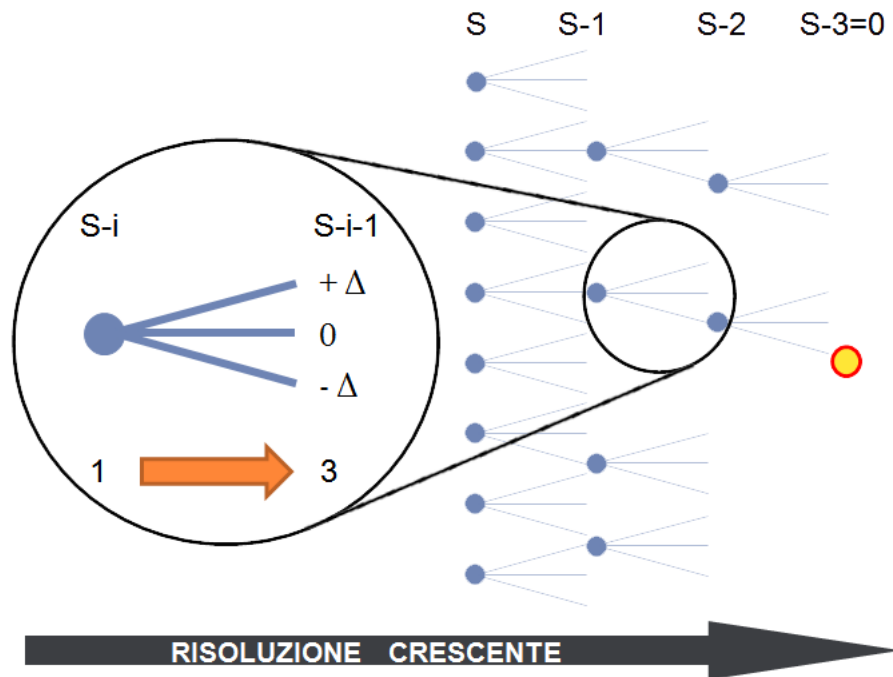 S S-1 S-2 S-3=0
S-i S-i-1
+ Δ
0
- Δ
1 3
RISOLUZIONE CRESCENTE